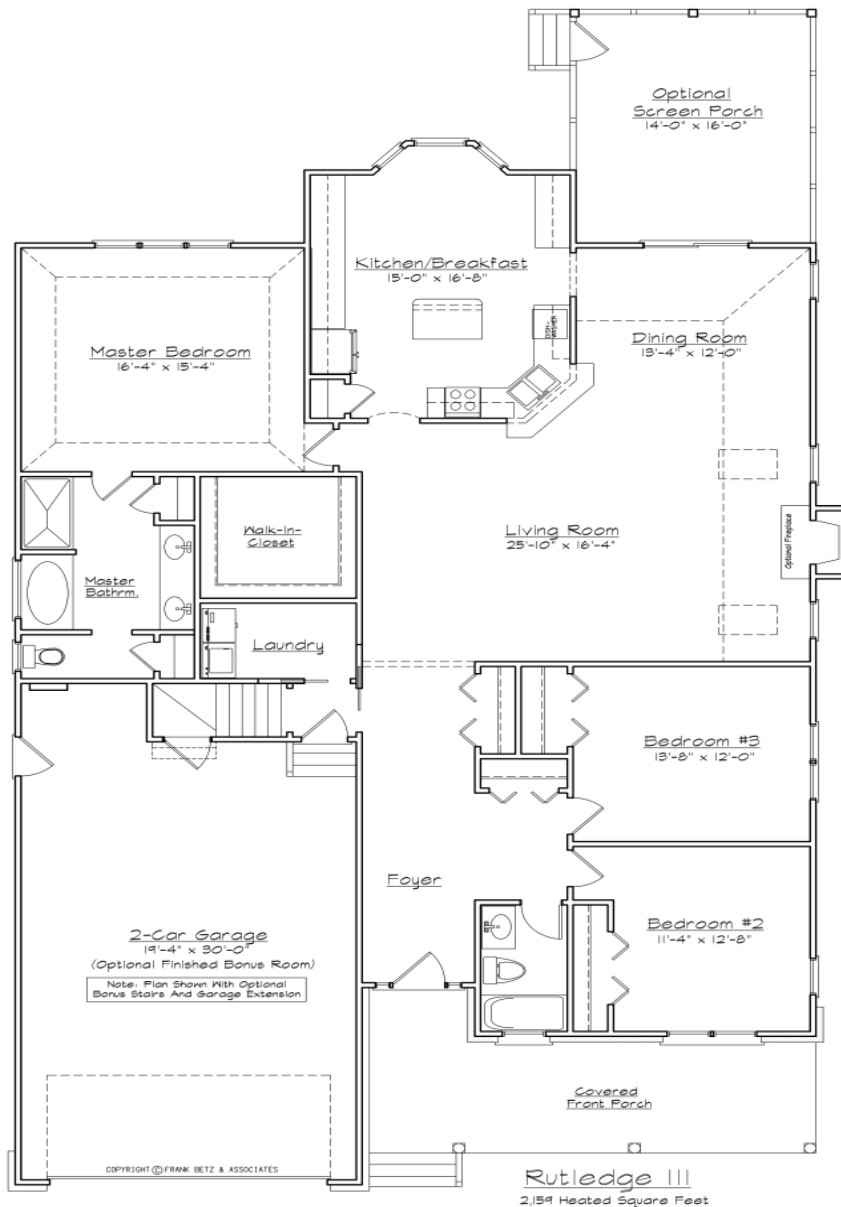 Optional
Screen Porch
14'-0" x 16'-0"
Kitchen/Breakfast
15'-0" x 16'-8"
DISH-
WASHER
Dining Room
13'-4" x 12'-0"
Master Bedroom
16'-4" x 15'-4"
Walk-In-
Closet
Living Room
25'-10" x 16'-4"
Optional Fireplace
Master
Bathrm.
Laundry
Bedroom #3
13'-8" x 12'-0"
Foyer
Bedroom #2
11'-4" x 12'-8"
2-Car Garage
19'-4" x 30'-0"
(Optional Finished Bonus Room)
Note: Plan Shown With Optional
Bonus Stairs And Garage Extension
Covered
Front Porch
COPYRIGHT © FRANK BETZ & ASSOCIATES
Rutledge III
2,159 Heated Square Feet